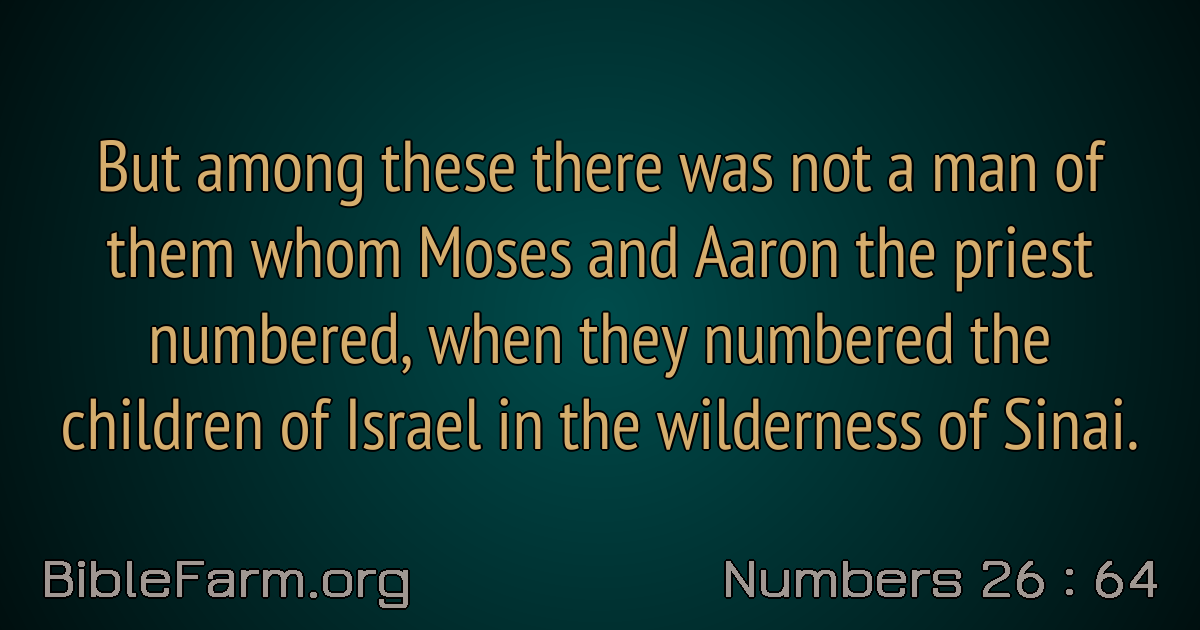 But among these there was not a man of
them whom Moses and Aaron the priest
numbered, when they numbered the
children of Israel in the wilderness of Sinai.
BibleFarm.org
Numbers 26 : 64